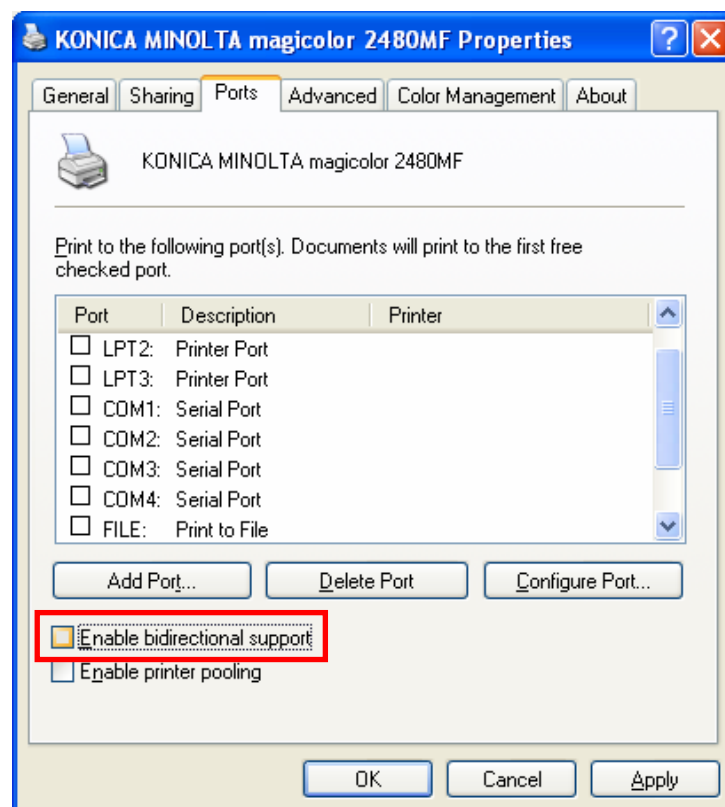 KONICA MINOLTA magicolor 2480MF Properties
General Sharing Ports Advanced Color Management About
KONICA MINOLTA magicolor 2480MF
Print to the following port(s). Documents will print to the first free
checked port.
Port Description Printer
LPT2: Printer Port
LPT3: Printer Port
COM1: Serial Port
COM2: Serial Port
COM3: Serial Port
COM4: Serial Port
FILE: Print to File
Add Port... Delete Port Configure Port...
Enable bidirectional support
Enable printer pooling
OK Cancel Apply